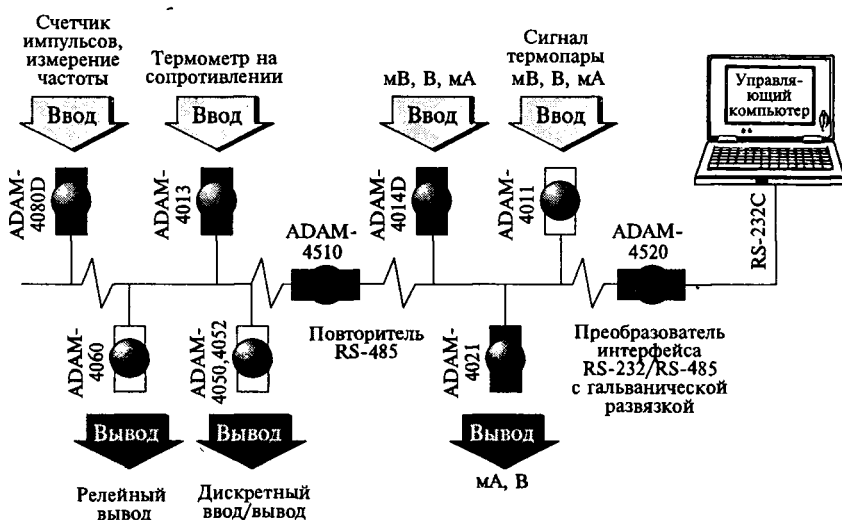 Счетчик
импульсов,
измерение
частоты
Термометр на
сопротивлении
мВ, В, мА
Сигнал
термопары
мВ, В, мА
Управля-
ющий
компьютер
Ввод
Ввод
Ввод
Ввод
ADAM-
4080D
ADAM-
4013
ADAM-
4510
ADAM-
4014D
ADAM-
4011
ADAM-
4520
RS-232C
ADAM-
4060
ADAM-
4050,4052
Повторитель
RS-485
ADAM-
4021
Преобразователь
интерфейса
RS-232/RS-485
с гальванической
развязкой
Вывод
Вывод
Вывод
Релейный
вывод
Дискретный
ввод/вывод
мА, В